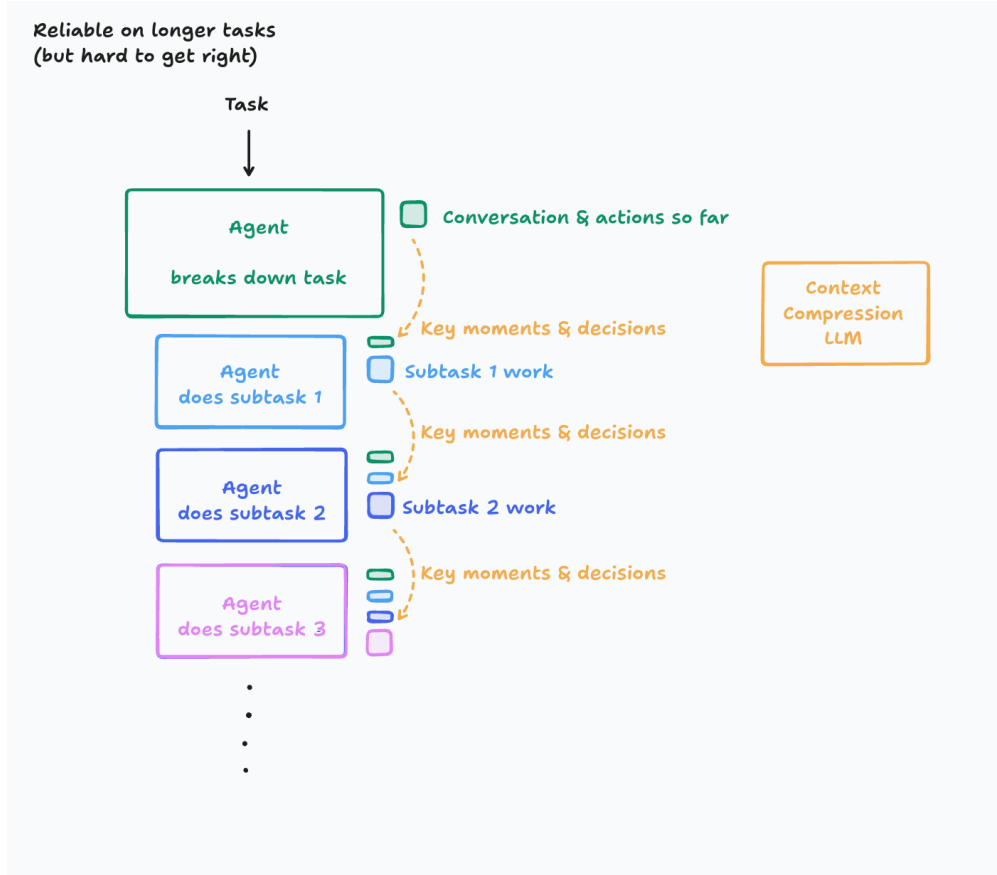 Reliable on longer tasks
(but hard to get right)
Task
Agent
breaks down task
Conversation & actions so far
Context
Compression
LLM
Key moments & decisions
Agent
does subtask 1
Subtask 1 work
Key moments & decisions
Agent
does subtask 2
Subtask 2 work
Key moments & decisions
Agent
does subtask 3